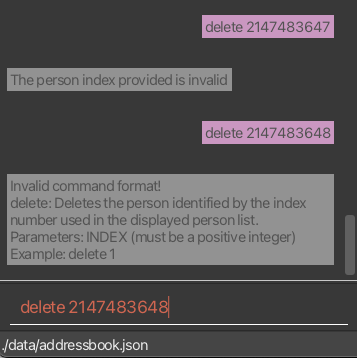 delete 2147483647
The person index provided is invalid
delete 2147483648
Invalid command format!
delete: Deletes the person identified by the index
number used in the displayed person list.
Parameters: INDEX (must be a positive integer)
Example: delete 1
delete 2147483648
./data/addressbook.json